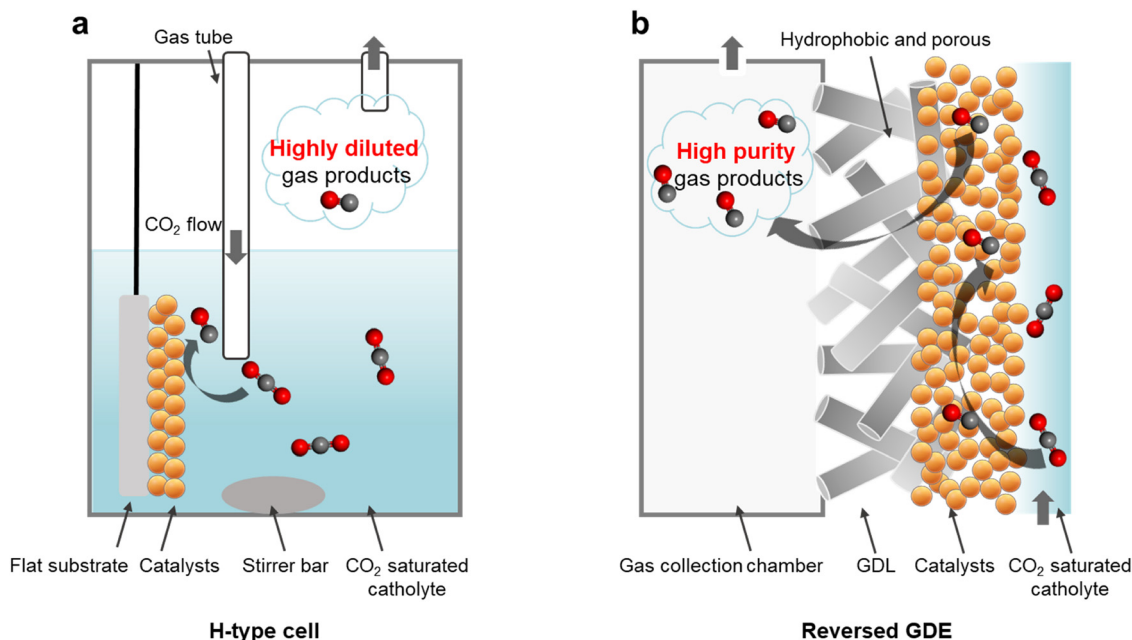 a
Gas tube
Highly diluted
gas products
CO₂ flow
Flat substrate
Catalysts
Stirrer bar
CO₂ saturated
catholyte
H-type cell
b
Hydrophobic and porous
High purity
gas products
Gas collection chamber
GDL
Catalysts
CO₂ saturated
catholyte
Reversed GDE